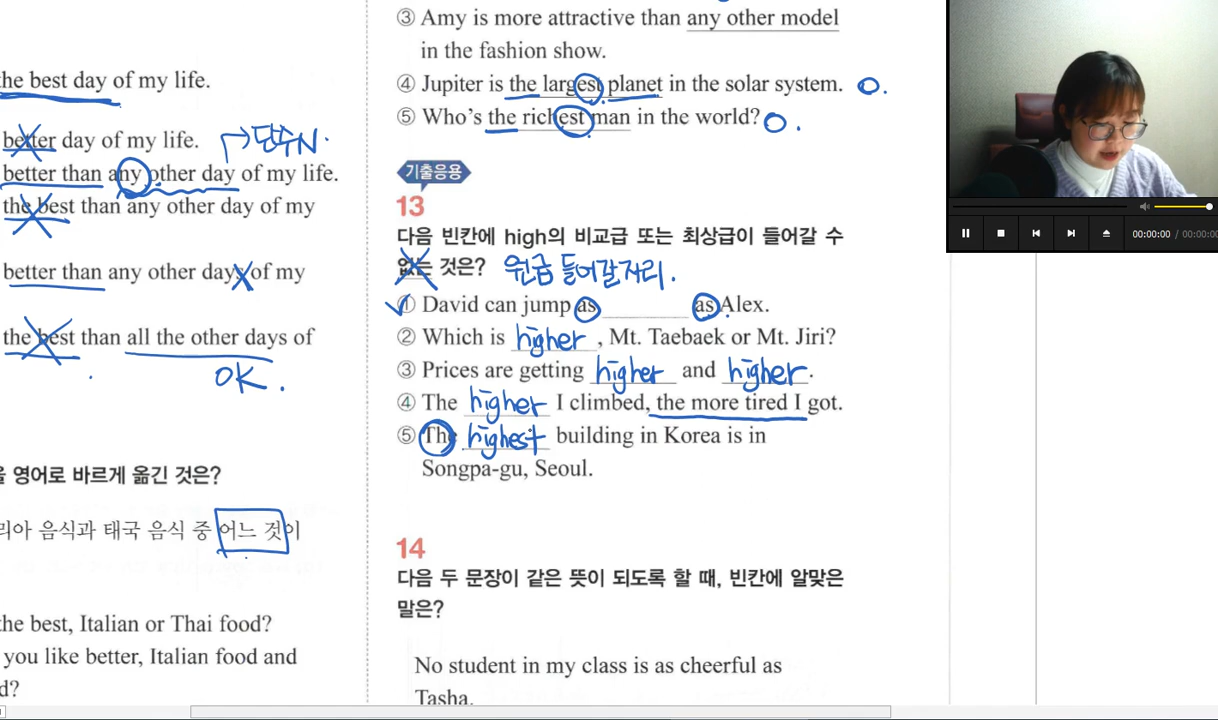 the best day of my life.
better day of my life.
→ 단수N.
better than any other day of my life.
the best than any other day of my
better than any other days of my
the best than all the other days of
OK.
을 영어로 바르게 옮긴 것은?
리아 음식과 태국 음식 중 어느 것이
the best, Italian or Thai food?
you like better, Italian food and
d?
③ Amy is more attractive than any other model
in the fashion show.
④ Jupiter is the largest planet in the solar system.
⑤ Who's the richest man in the world?
기출응용
13
다음 빈칸에 high의 비교급 또는 최상급이 들어갈 수
없는 것은? 원급 들어갈 자리.
① David can jump as ________ as Alex.
② Which is higher, Mt. Taebaek or Mt. Jiri?
③ Prices are getting higher and higher.
④ The higher I climbed, the more tired I got.
⑤ The highest building in Korea is in
Songpa-gu, Seoul.
14
다음 두 문장이 같은 뜻이 되도록 할 때, 빈칸에 알맞은
말은?
No student in my class is as cheerful as
Tasha.
00:00:00 / 00:00:00